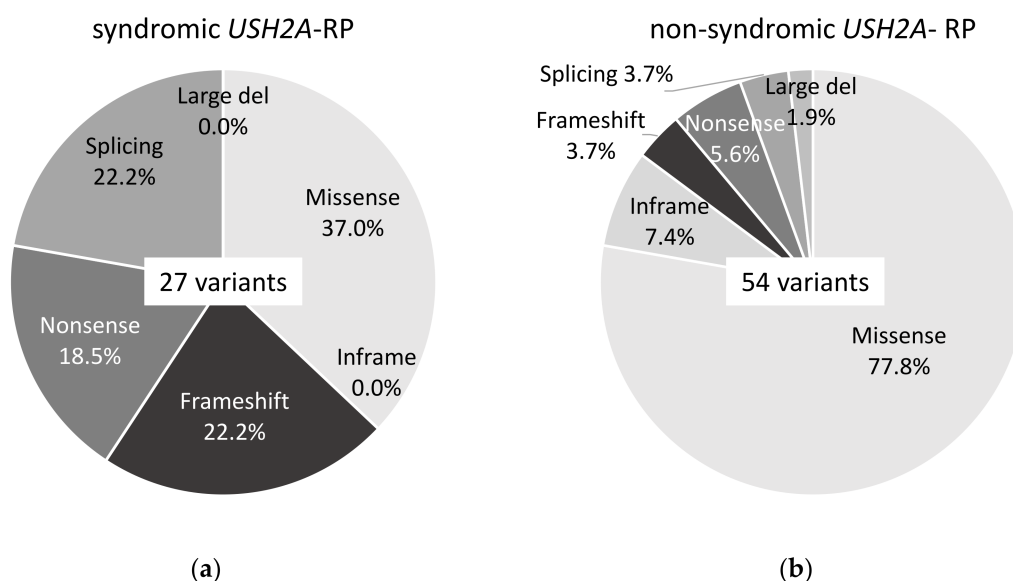 syndromic USH2A-RP
Large del
0.0%
Splicing
22.2%
Missense
37.0%
27 variants
Nonsense
18.5%
Inframe
0.0%
Frameshift
22.2%
(a)
non-syndromic USH2A- RP
Splicing 3.7%
Large del
1.9%
Frameshift
3.7%
Nonsense
5.6%
Inframe
7.4%
54 variants
Missense
77.8%
(b)